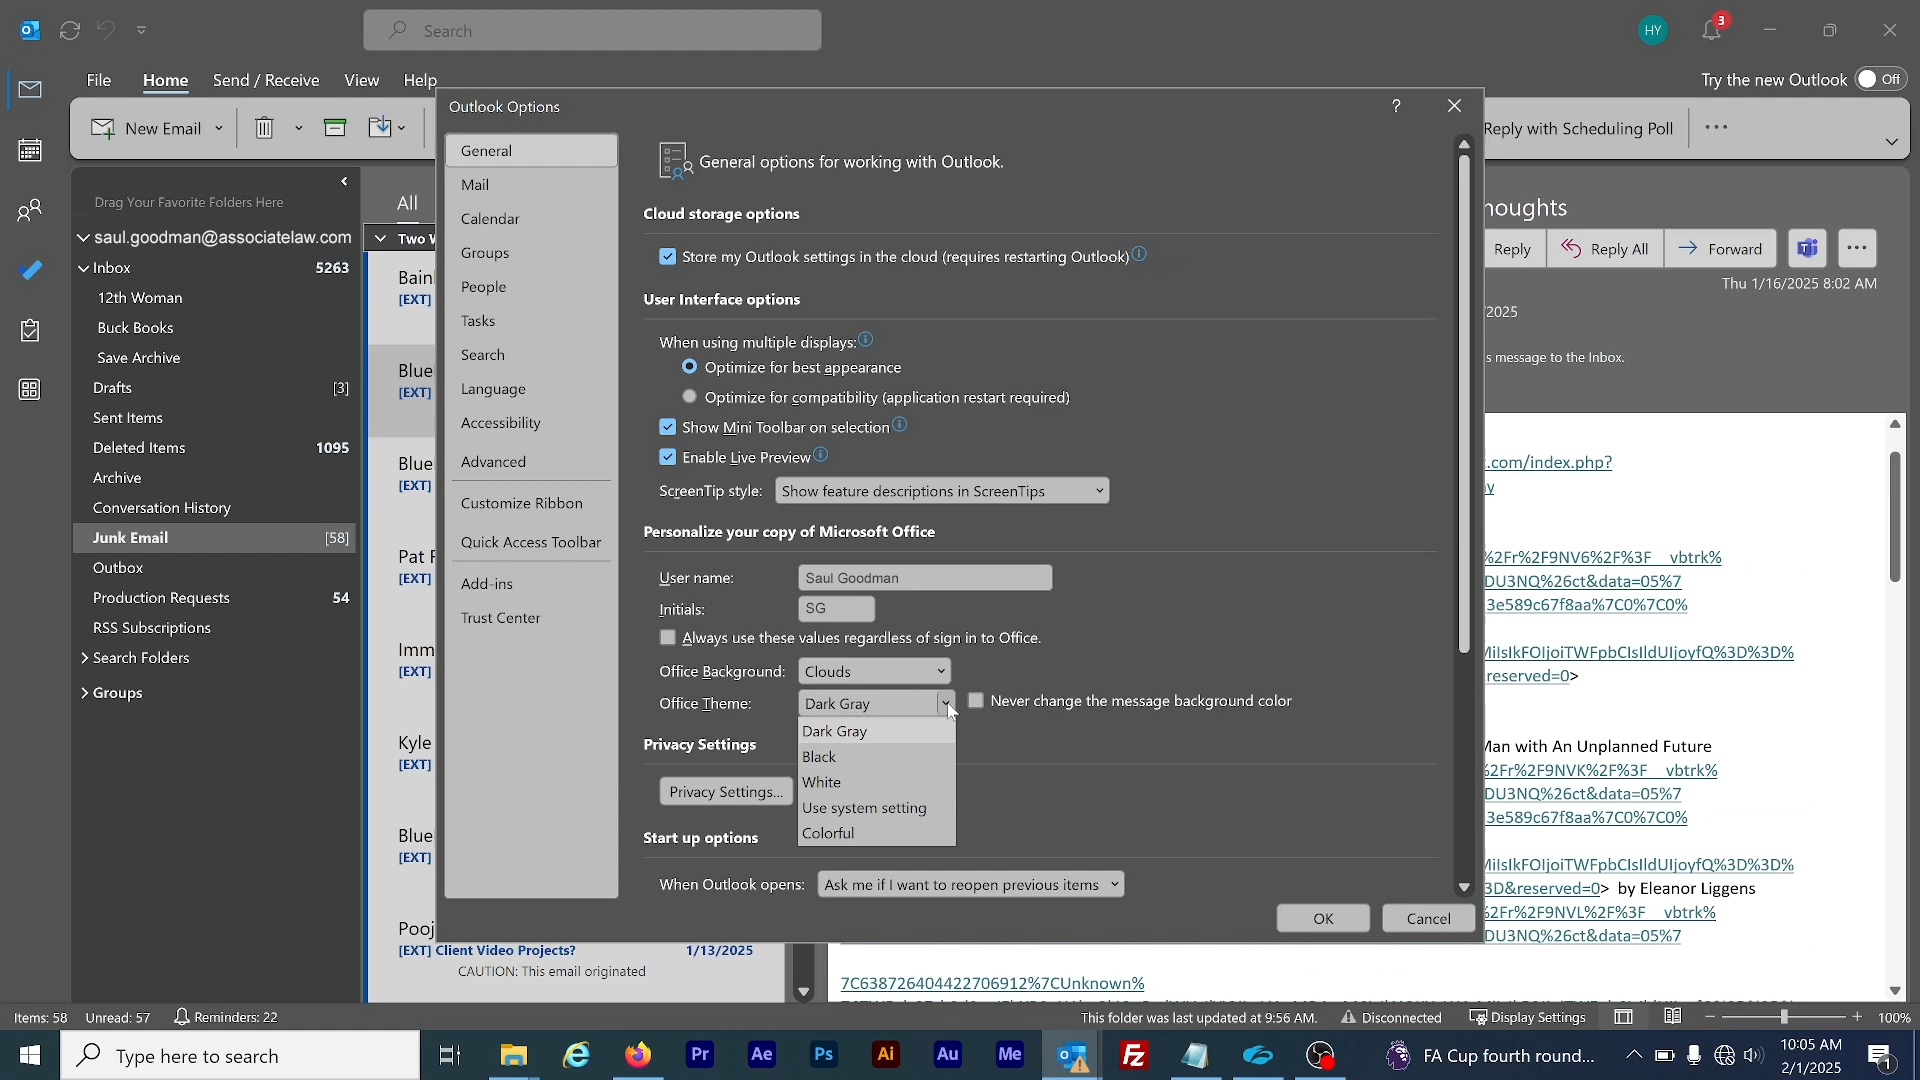 Search
HY
3
File Home Send / Receive View Help
Try the new Outlook Off
New Email
Reply with Scheduling Poll
Outlook Options
?
Drag Your Favorite Folders Here
saul.goodman@associatelaw.com
Inbox 5263
12th Woman
Buck Books
Save Archive
Drafts [3]
Sent Items
Deleted Items 1095
Archive
Conversation History
Junk Email [58]
Outbox
Production Requests 54
RSS Subscriptions
Search Folders
Groups
All
Two
[EXT]
[EXT]
[EXT]
Pat
[EXT]
[EXT]
Kyle
[EXT]
[EXT]
[EXT] Client Video Projects? 1/13/2025
CAUTION: This email originated
General
Mail
Calendar
Groups
People
Tasks
Search
Language
Accessibility
Advanced
Customize Ribbon
Quick Access Toolbar
Add-ins
Trust Center
General options for working with Outlook.
Cloud storage options
Store my Outlook settings in the cloud (requires restarting Outlook)
User Interface options
When using multiple displays:
Optimize for best appearance
Optimize for compatibility (application restart required)
Show Mini Toolbar on selection
Enable Live Preview
ScreenTip style: Show feature descriptions in ScreenTips
Personalize your copy of Microsoft Office
User name: Saul Goodman
Initials: SG
Always use these values regardless of sign in to Office.
Office Background: Clouds
Office Theme: Dark Gray Never change the message background color
Dark Gray
Black
White
Use system setting
Colorful
Privacy Settings
Privacy Settings...
Start up options
When Outlook opens: Ask me if I want to reopen previous items
OK Cancel
houghts
Reply Reply All Forward
Thu 1/16/2025 8:02 AM
/2025
s message to the Inbox.
.com/index.php?
%2Fr%2F9NV6%2F%3F__vbtrk%
DU3NQ%26ct&data=05%7
3e589c67f8aa%7C0%7C0%
reserved=0>
Man with An Unplanned Future
%2Fr%2F9NVK%2F%3F__vbtrk%
DU3NQ%26ct&data=05%7
3e589c67f8aa%7C0%7C0%
3D&reserved=0> by Eleanor Liggens
%2Fr%2F9NVL%2F%3F__vbtrk%
DU3NQ%26ct&data=05%7
7C638726404422706912%7CUnknown%
Items: 58 Unread: 57 Reminders: 22
This folder was last updated at 9:56 AM. Disconnected Display Settings 100%
Type here to search
Pr Ae Ps Ai Au Me Fz
FA Cup fourth round...
10:05 AM
2/1/2025
1